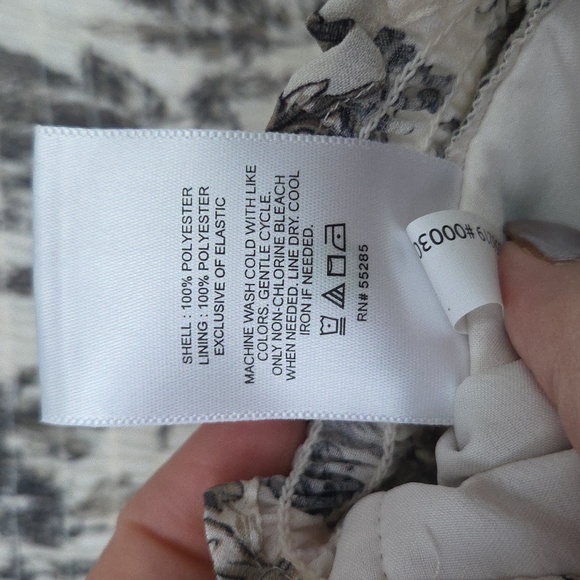 SHELL : 100% POLYESTER
LINING : 100% POLYESTER
EXCLUSIVE OF ELASTIC
MACHINE WASH COLD WITH LIKE
COLORS. GENTLE CYCLE.
ONLY NON-CHLORINE BLEACH
WHEN NEEDED. LINE DRY. COOL
IRON IF NEEDED.
RN# 55285
#0003